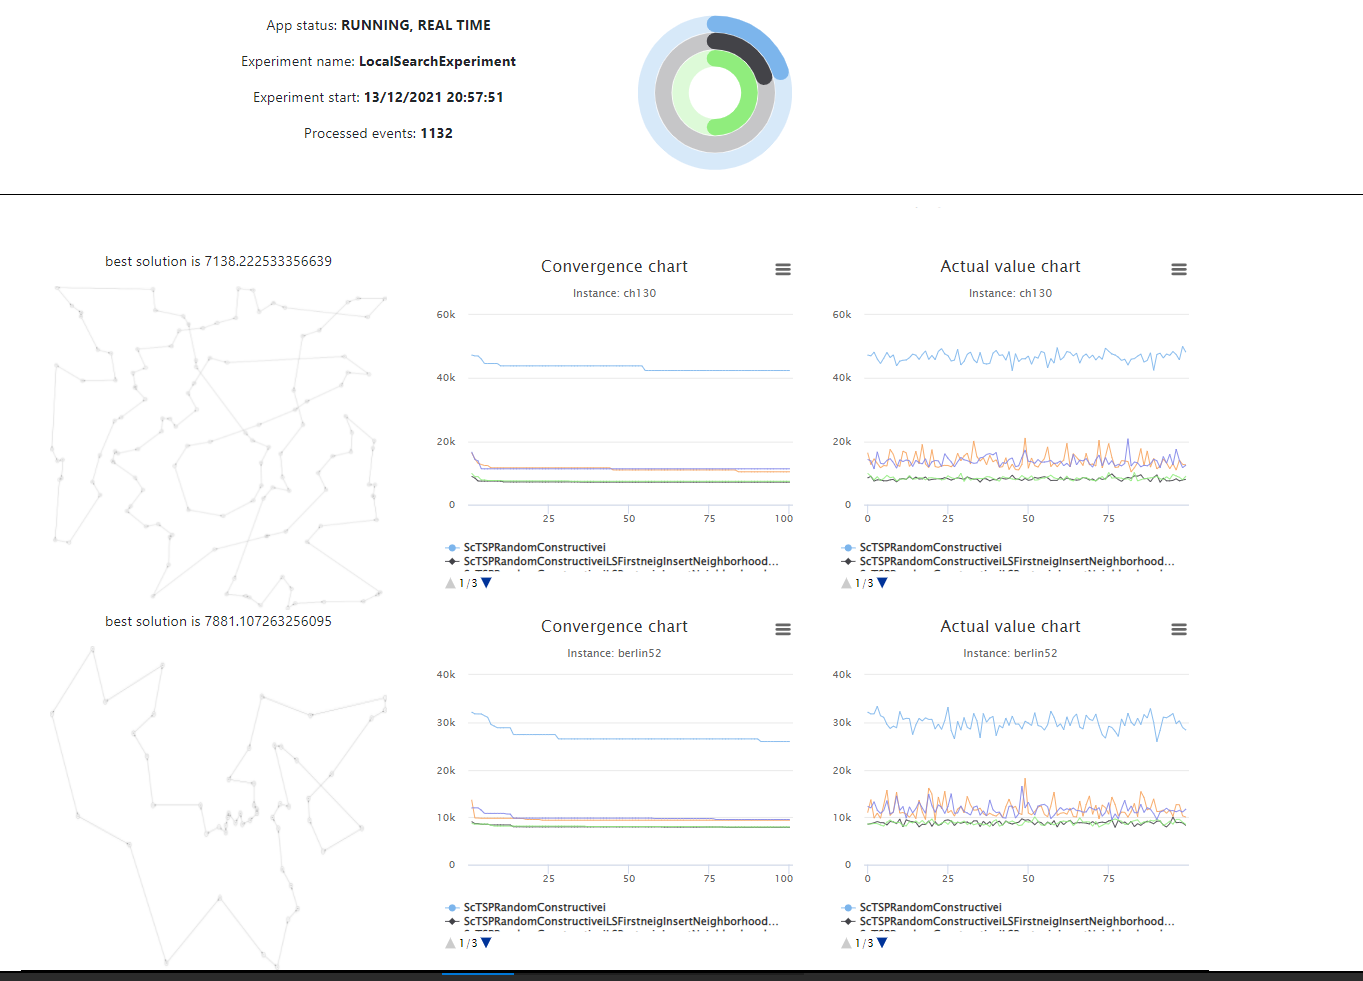 App status: RUNNING, REAL TIME
Experiment name: LocalSearchExperiment
Experiment start: 13/12/2021 20:57:51
Processed events: 1132
best solution is 7138.222533356639
Convergence chart
Instance: ch130
60k
40k
20k
0
25 50 75 100
ScTSPRandomConstructivei
ScTSPRandomConstructiveiLSFirstneigInsertNeighborhood...
1/3
Actual value chart
Instance: ch130
60k
40k
20k
0
0 25 50 75
ScTSPRandomConstructivei
ScTSPRandomConstructiveiLSFirstneigInsertNeighborhood...
1/3
best solution is 7881.107263256095
Convergence chart
Instance: berlin52
40k
30k
20k
10k
0
25 50 75 100
ScTSPRandomConstructivei
ScTSPRandomConstructiveiLSFirstneigInsertNeighborhood...
1/3
Actual value chart
Instance: berlin52
40k
30k
20k
10k
0
0 25 50 75
ScTSPRandomConstructivei
ScTSPRandomConstructiveiLSFirstneigInsertNeighborhood...
1/3